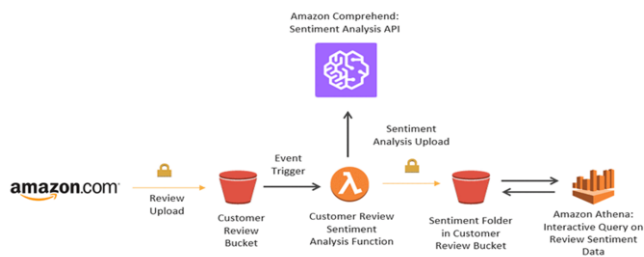 Amazon Comprehend:
Sentiment Analysis API
amazon.com
Review
Upload
Customer
Review
Bucket
Event
Trigger
λ
Customer Review
Sentiment
Analysis Function
Sentiment
Analysis Upload
Sentiment Folder
in Customer
Review Bucket
Amazon Athena:
Interactive Query on
Review Sentiment
Data